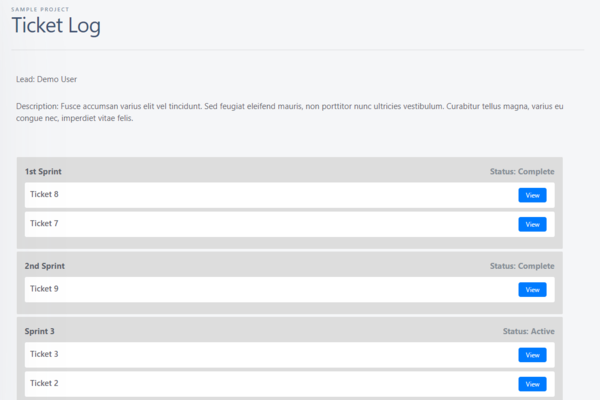 SAMPLE PROJECT
Ticket Log
Lead: Demo User
Description: Fusce accumsan varius elit vel tincidunt. Sed feugiat eleifend mauris, non porttitor nunc ultricies vestibulum. Curabitur tellus magna, varius eu
congue nec, imperdiet vitae felis.
1st Sprint Status: Complete
Ticket 8 View
Ticket 7 View
2nd Sprint Status: Complete
Ticket 9 View
Sprint 3 Status: Active
Ticket 3 View
Ticket 2 View